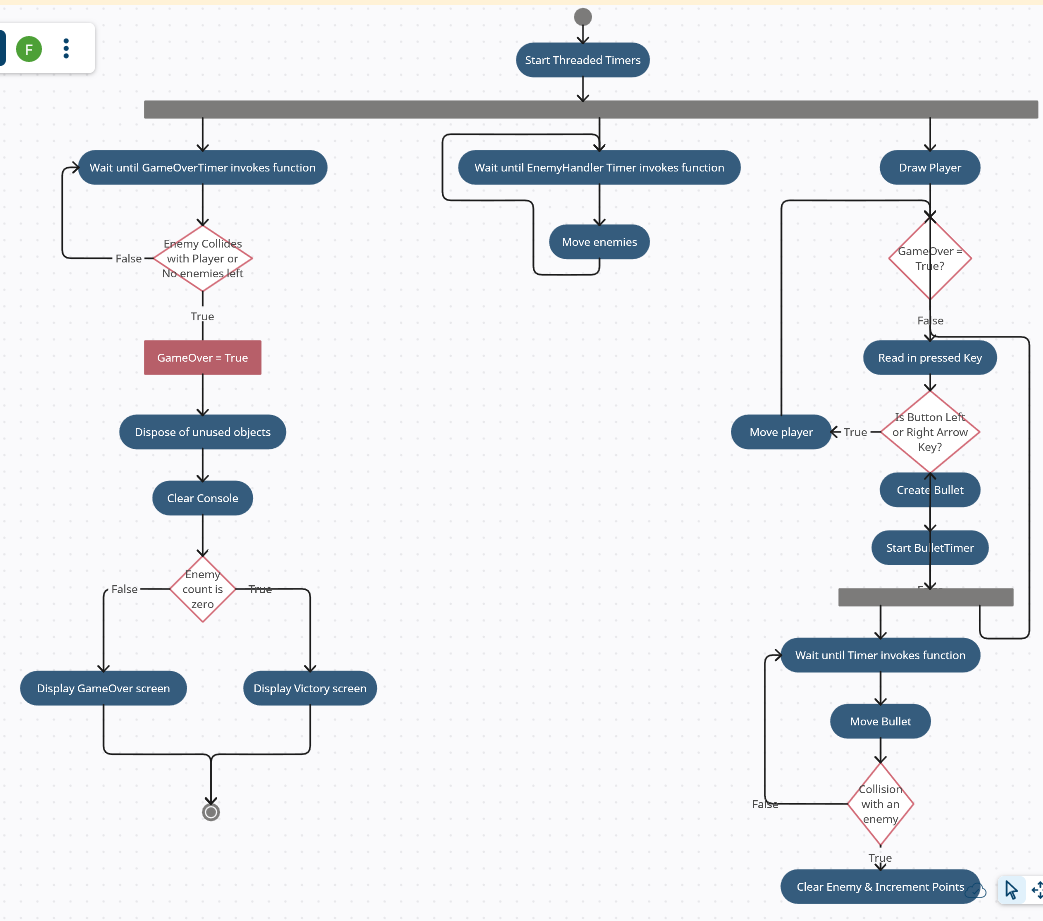 F
Start Threaded Timers
Wait until GameOverTimer invokes function
Wait until EnemyHandler Timer invokes function
Draw Player
Enemy Collides
with Player or
No enemies left
False
True
GameOver = True
Dispose of unused objects
Clear Console
Enemy
count is
zero
False
True
Display GameOver screen
Display Victory screen
Move enemies
GameOver =
True?
False
Read in pressed Key
Is Button Left
or Right Arrow
Key?
True
Move player
Create Bullet
Start BulletTimer
Wait until Timer invokes function
Move Bullet
Collision
with an
enemy
False
True
Clear Enemy & Increment Points